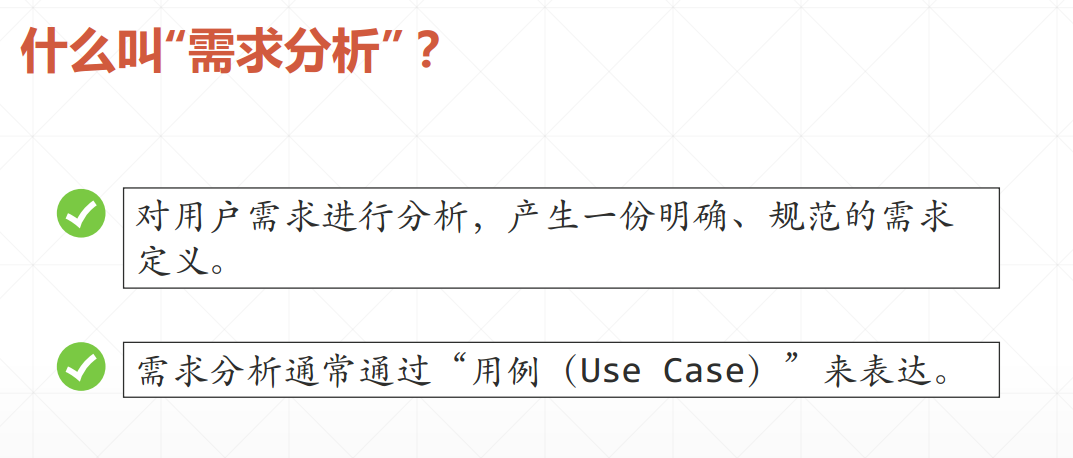 什么叫“需求分析”？
对用户需求进行分析，产生一份明确、规范的需求
定义。
需求分析通常通过“用例（Use Case）”来表达。